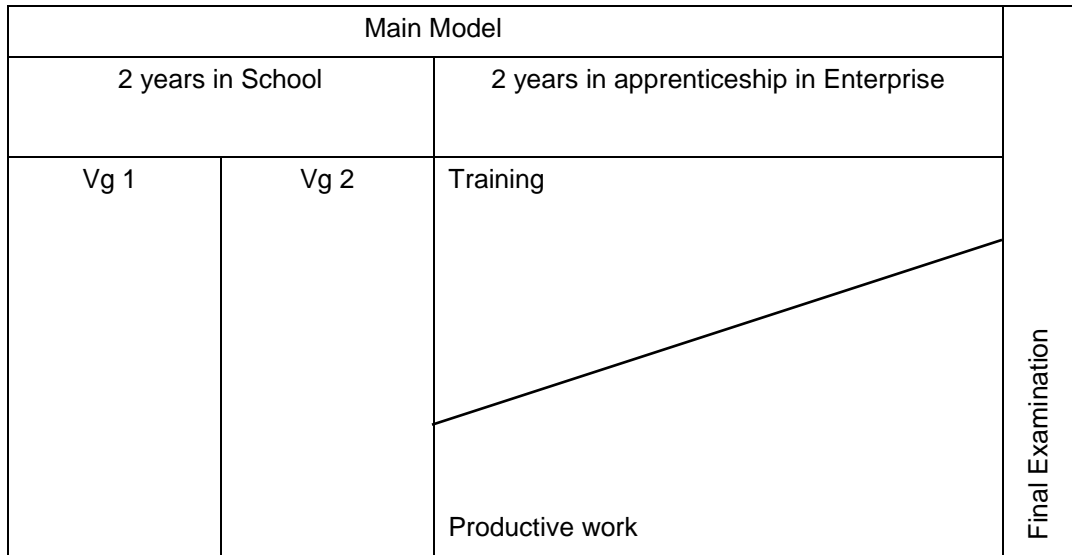 Main Model
2 years in School
2 years in apprenticeship in Enterprise
Vg 1
Vg 2
Training
Productive work
Final Examination